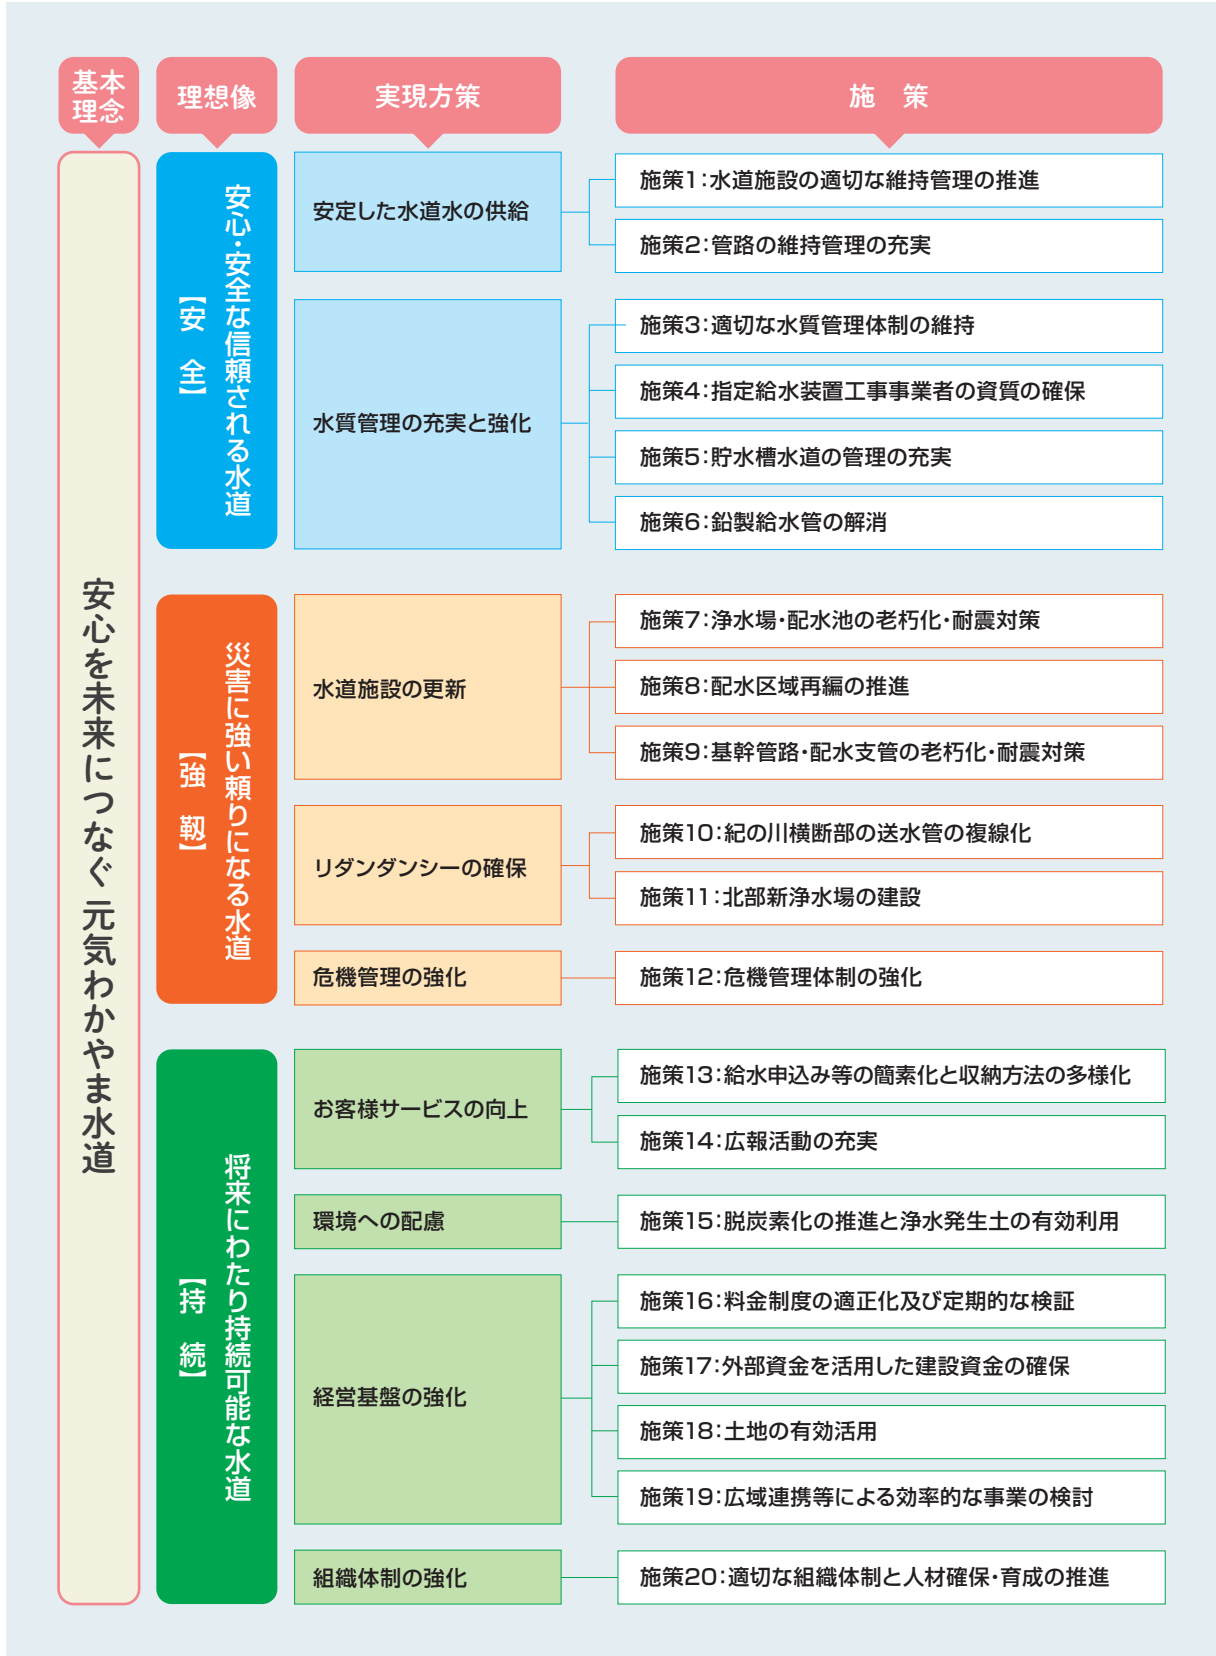 基本
理念
理想像
実現方策
施　策
安心を未来につなぐ 元気わかやま水道
安心・安全な信頼される水道
【安　全】
安定した水道水の供給
施策1:水道施設の適切な維持管理の推進
施策2:管路の維持管理の充実
水質管理の充実と強化
施策3:適切な水質管理体制の維持
施策4:指定給水装置工事事業者の資質の確保
施策5:貯水槽水道の管理の充実
施策6:鉛製給水管の解消
災害に強い頼りになる水道
【強　靱】
水道施設の更新
施策7:浄水場・配水池の老朽化・耐震対策
施策8:配水区域再編の推進
施策9:基幹管路・配水支管の老朽化・耐震対策
リダンダンシーの確保
施策10:紀の川横断部の送水管の複線化
施策11:北部新浄水場の建設
危機管理の強化
施策12:危機管理体制の強化
将来にわたり持続可能な水道
【持　続】
お客様サービスの向上
施策13:給水申込み等の簡素化と収納方法の多様化
施策14:広報活動の充実
環境への配慮
施策15:脱炭素化の推進と浄水発生土の有効利用
経営基盤の強化
施策16:料金制度の適正化及び定期的な検証
施策17:外部資金を活用した建設資金の確保
施策18:土地の有効活用
施策19:広域連携等による効率的な事業の検討
組織体制の強化
施策20:適切な組織体制と人材確保・育成の推進